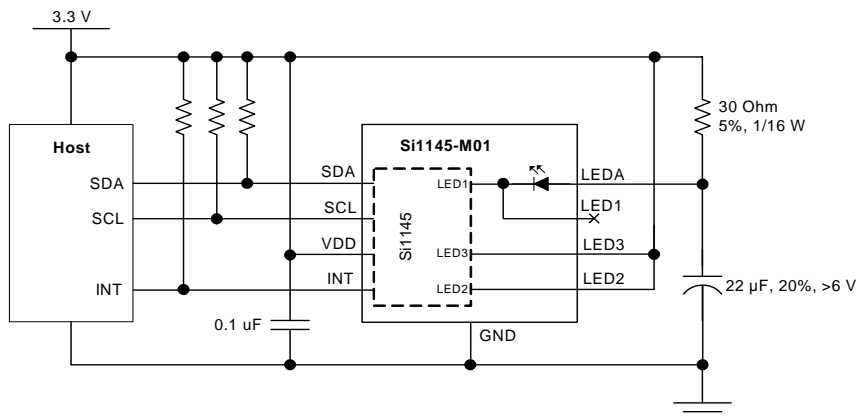 3.3 V
Host
SDA
SCL
INT
0.1 uF
Si1145-M01
SDA
SCL
VDD
INT
Si1145
LED1
LED3
LED2
LEDA
LED1
LED3
LED2
GND
30 Ohm
5%, 1/16 W
22 µF, 20%, >6 V